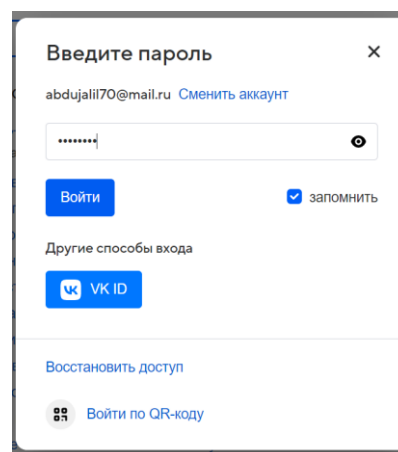 Введите пароль
abdujalil70@mail.ru Сменить аккаунт
••••••••
Войти
запомнить
Другие способы входа
VK ID
Восстановить доступ
Войти по QR-коду